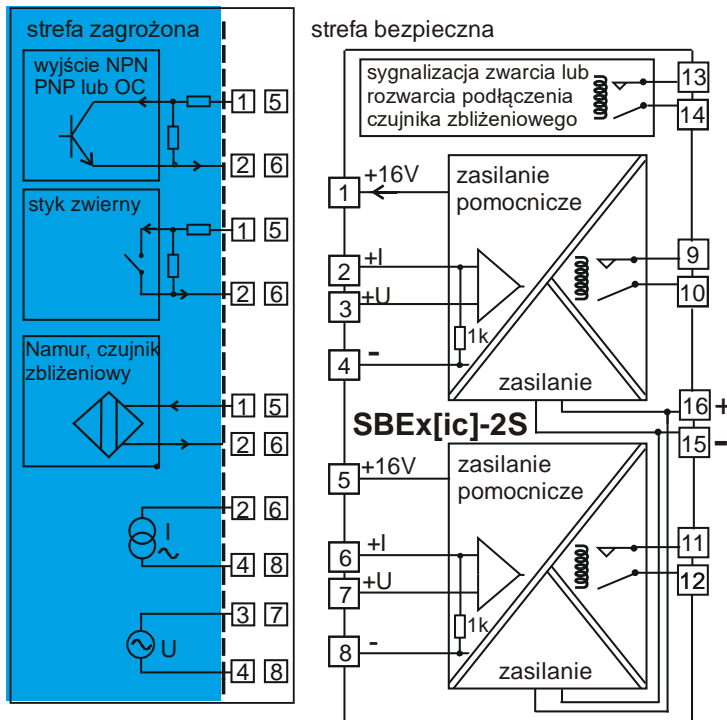 strefa zagrożona
wyjście NPN
PNP lub OC
1 5
2 6
styk zwierny
1 5
2 6
Namur, czujnik
zbliżeniowy
1 5
2 6
2 6
I
4 8
3 7
U
4 8
strefa bezpieczna
sygnalizacja zwarcia lub
rozwarcia podłączenia
czujnika zbliżeniowego
13
14
1 +16V
zasilanie
pomocnicze
2 +I
3 +U
1k
4 -
9
10
zasilanie
16 +
15 -
SBEx[ic]-2S
5 +16V
zasilanie
pomocnicze
6 +I
7 +U
1k
8 -
11
12
zasilanie